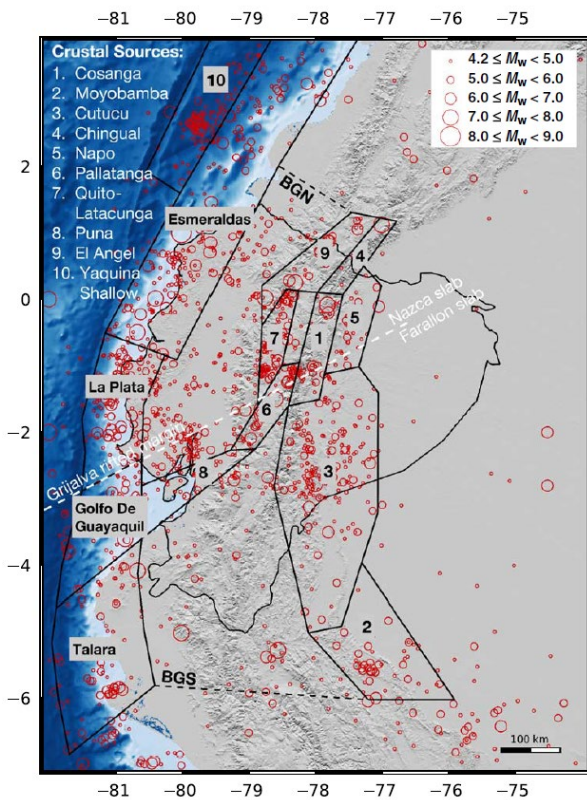 −81 −80 −79 −78 −77 −76 −75
Crustal Sources:
1. Cosanga
2. Moyobamba
3. Cutucu
4. Chingual
5. Napo
6. Pallatanga
7. Quito-
Latacunga
8. Puna
9. El Angel
10. Yaquina
Shallow
10
4.2 ≤ Mw < 5.0
5.0 ≤ Mw < 6.0
6.0 ≤ Mw < 7.0
7.0 ≤ Mw < 8.0
8.0 ≤ Mw < 9.0
2
BGN
Esmeraldas
9
4
0
Nazca slab
Farallon slab
7
1
5
La Plata
6
−2
Grijalva rifted margin
8
3
Golfo De
Guayaquil
−4
2
Talara
BGS
−6
100 km
−81 −80 −79 −78 −77 −76 −75